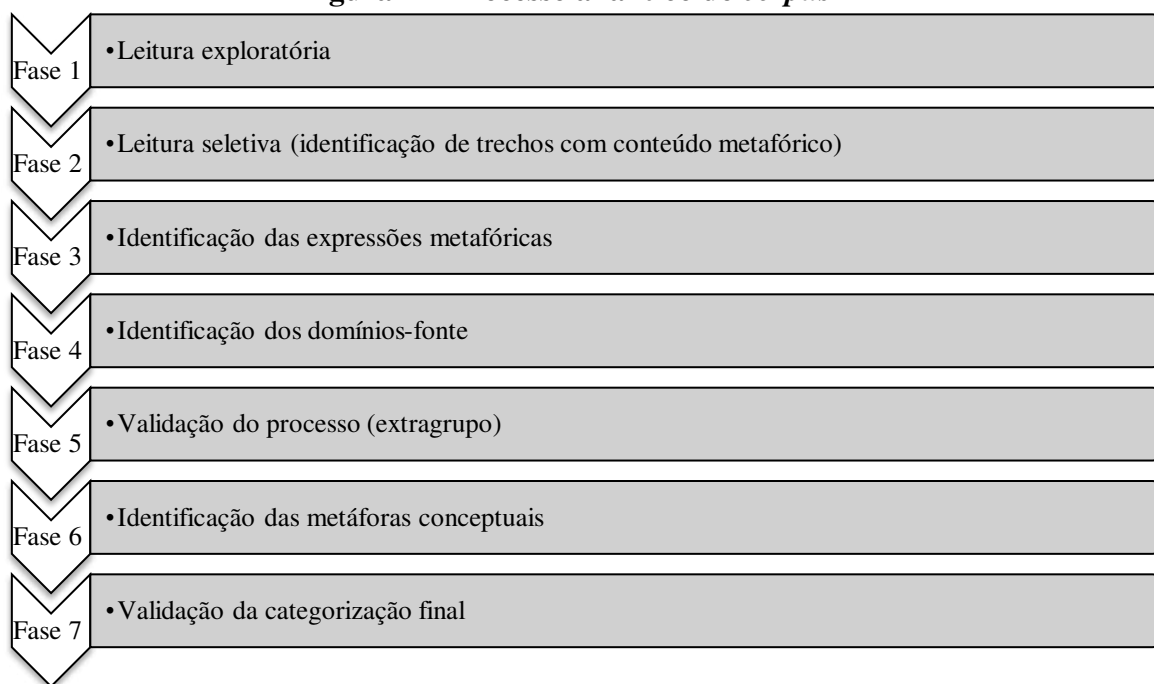 Fase 1
•Leitura exploratória
Fase 2
•Leitura seletiva (identificação de trechos com conteúdo metafórico)
Fase 3
•Identificação das expressões metafóricas
Fase 4
•Identificação dos domínios-fonte
Fase 5
•Validação do processo (extragrupo)
Fase 6
•Identificação das metáforas conceptuais
Fase 7
•Validação da categorização final